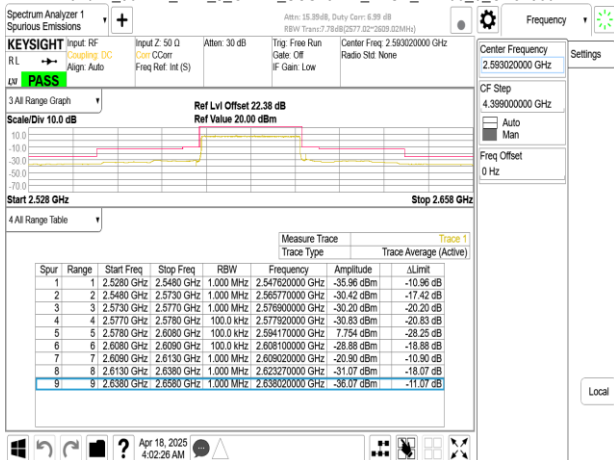 Spectrum Analyzer 1
Spurious Emissions
Attn: 15.39dB, Duty Corr: 6.99 dB
RBW Trans:7.78dB(2577.02~2609.02MHz)
Frequency
KEYSIGHT Input: RF Input Z: 50 Ω Atten: 30 dB Trig: Free Run Center Freq: 2.593020000 GHz
RL Coupling: DC Corr CCorr Gate: Off Radio Std: None
Align: Auto Freq Ref: Int (S) IF Gain: Low
LXI PASS
Center Frequency
2.593020000 GHz
Settings
CF Step
4.399000000 GHz
Auto
Man
Freq Offset
0 Hz
3 All Range Graph
Ref Lvl Offset 22.38 dB
Scale/Div 10.0 dB Ref Value 20.00 dBm
10.0
-10.0
-30.0
-50.0
-70.0
Start 2.528 GHz Stop 2.658 GHz
4 All Range Table
Measure Trace Trace 1
Trace Type Trace Average (Active)
Spur Range Start Freq Stop Freq RBW Frequency Amplitude ΔLimit
1 1 2.5280 GHz 2.5480 GHz 1.000 MHz 2.547620000 GHz -35.96 dBm -10.96 dB
2 2 2.5480 GHz 2.5730 GHz 1.000 MHz 2.565770000 GHz -30.42 dBm -17.42 dB
3 3 2.5730 GHz 2.5770 GHz 1.000 MHz 2.576900000 GHz -30.20 dBm -20.20 dB
4 4 2.5770 GHz 2.5780 GHz 100.0 kHz 2.577920000 GHz -30.83 dBm -20.83 dB
5 5 2.5780 GHz 2.6080 GHz 100.0 kHz 2.594170000 GHz 7.754 dBm -28.25 dB
6 6 2.6080 GHz 2.6090 GHz 100.0 kHz 2.608100000 GHz -28.88 dBm -18.88 dB
7 7 2.6090 GHz 2.6130 GHz 1.000 MHz 2.609020000 GHz -20.90 dBm -10.90 dB
8 8 2.6130 GHz 2.6380 GHz 1.000 MHz 2.623270000 GHz -31.07 dBm -18.07 dB
9 9 2.6380 GHz 2.6580 GHz 1.000 MHz 2.638020000 GHz -36.07 dBm -11.07 dB
Local
Apr 18, 2025
4:02:26 AM